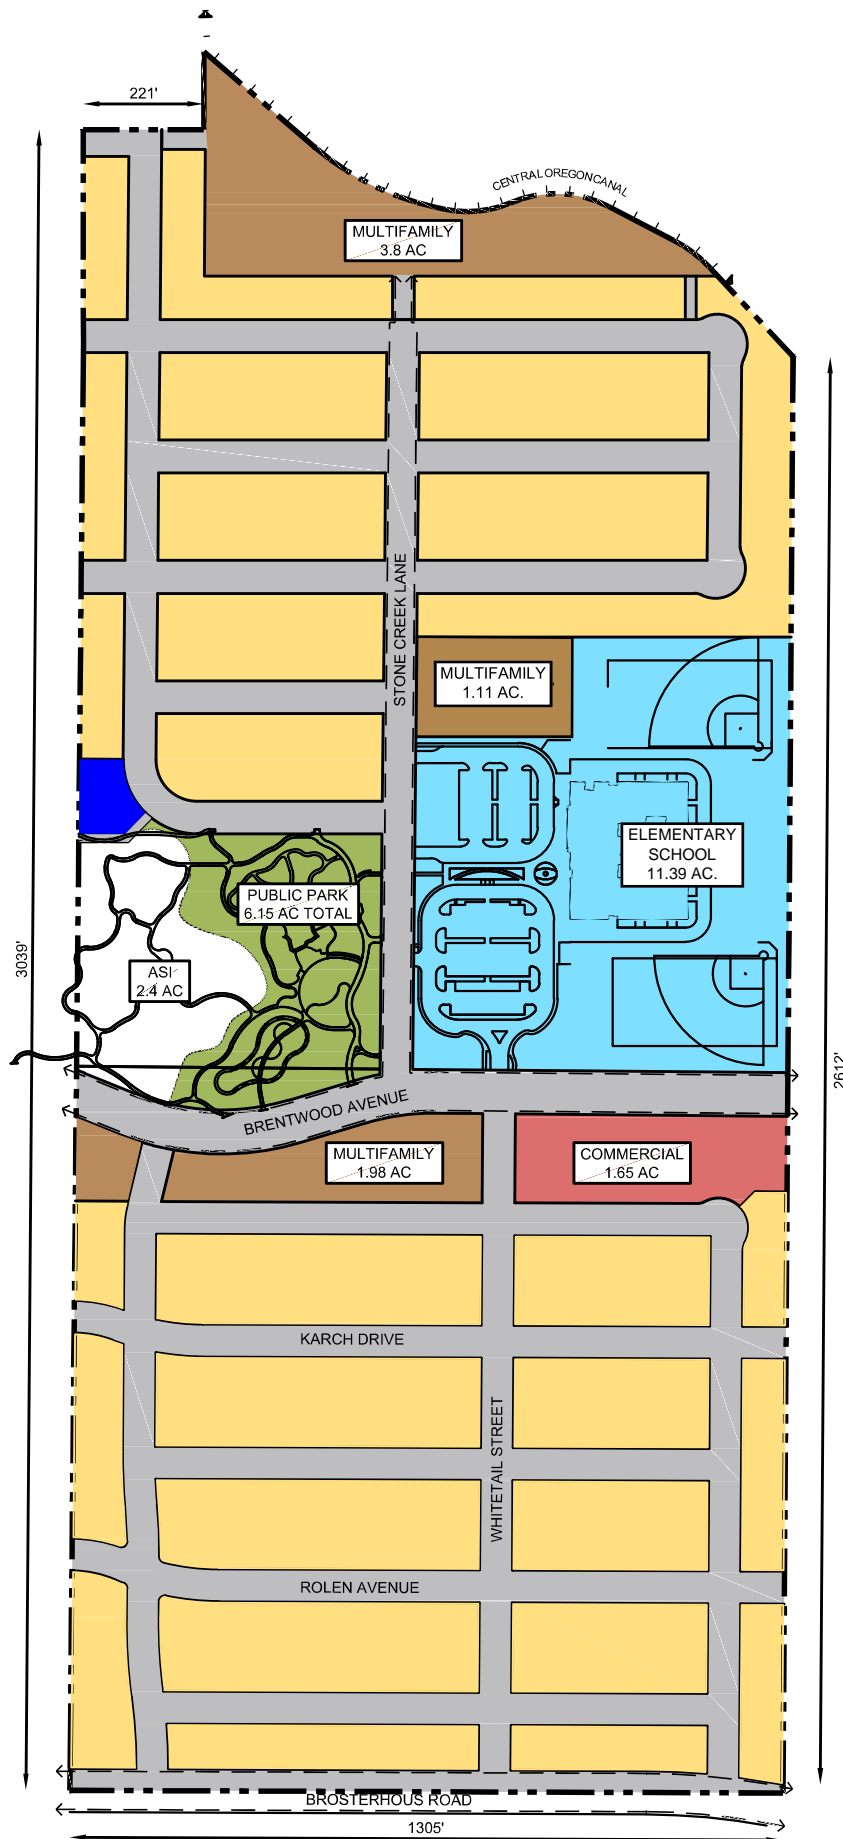 221'
CENTRAL OREGON CANAL
MULTIFAMILY
3.8 AC
STONE CREEK LANE
MULTIFAMILY
1.11 AC.
ELEMENTARY
SCHOOL
11.39 AC.
PUBLIC PARK
6.15 AC TOTAL
ASI
2.4 AC
3039'
2612'
BRENTWOOD AVENUE
MULTIFAMILY
1.98 AC
COMMERCIAL
1.65 AC
KARCH DRIVE
WHITETAIL STREET
ROLEN AVENUE
BROSTERHOUS ROAD
1305'